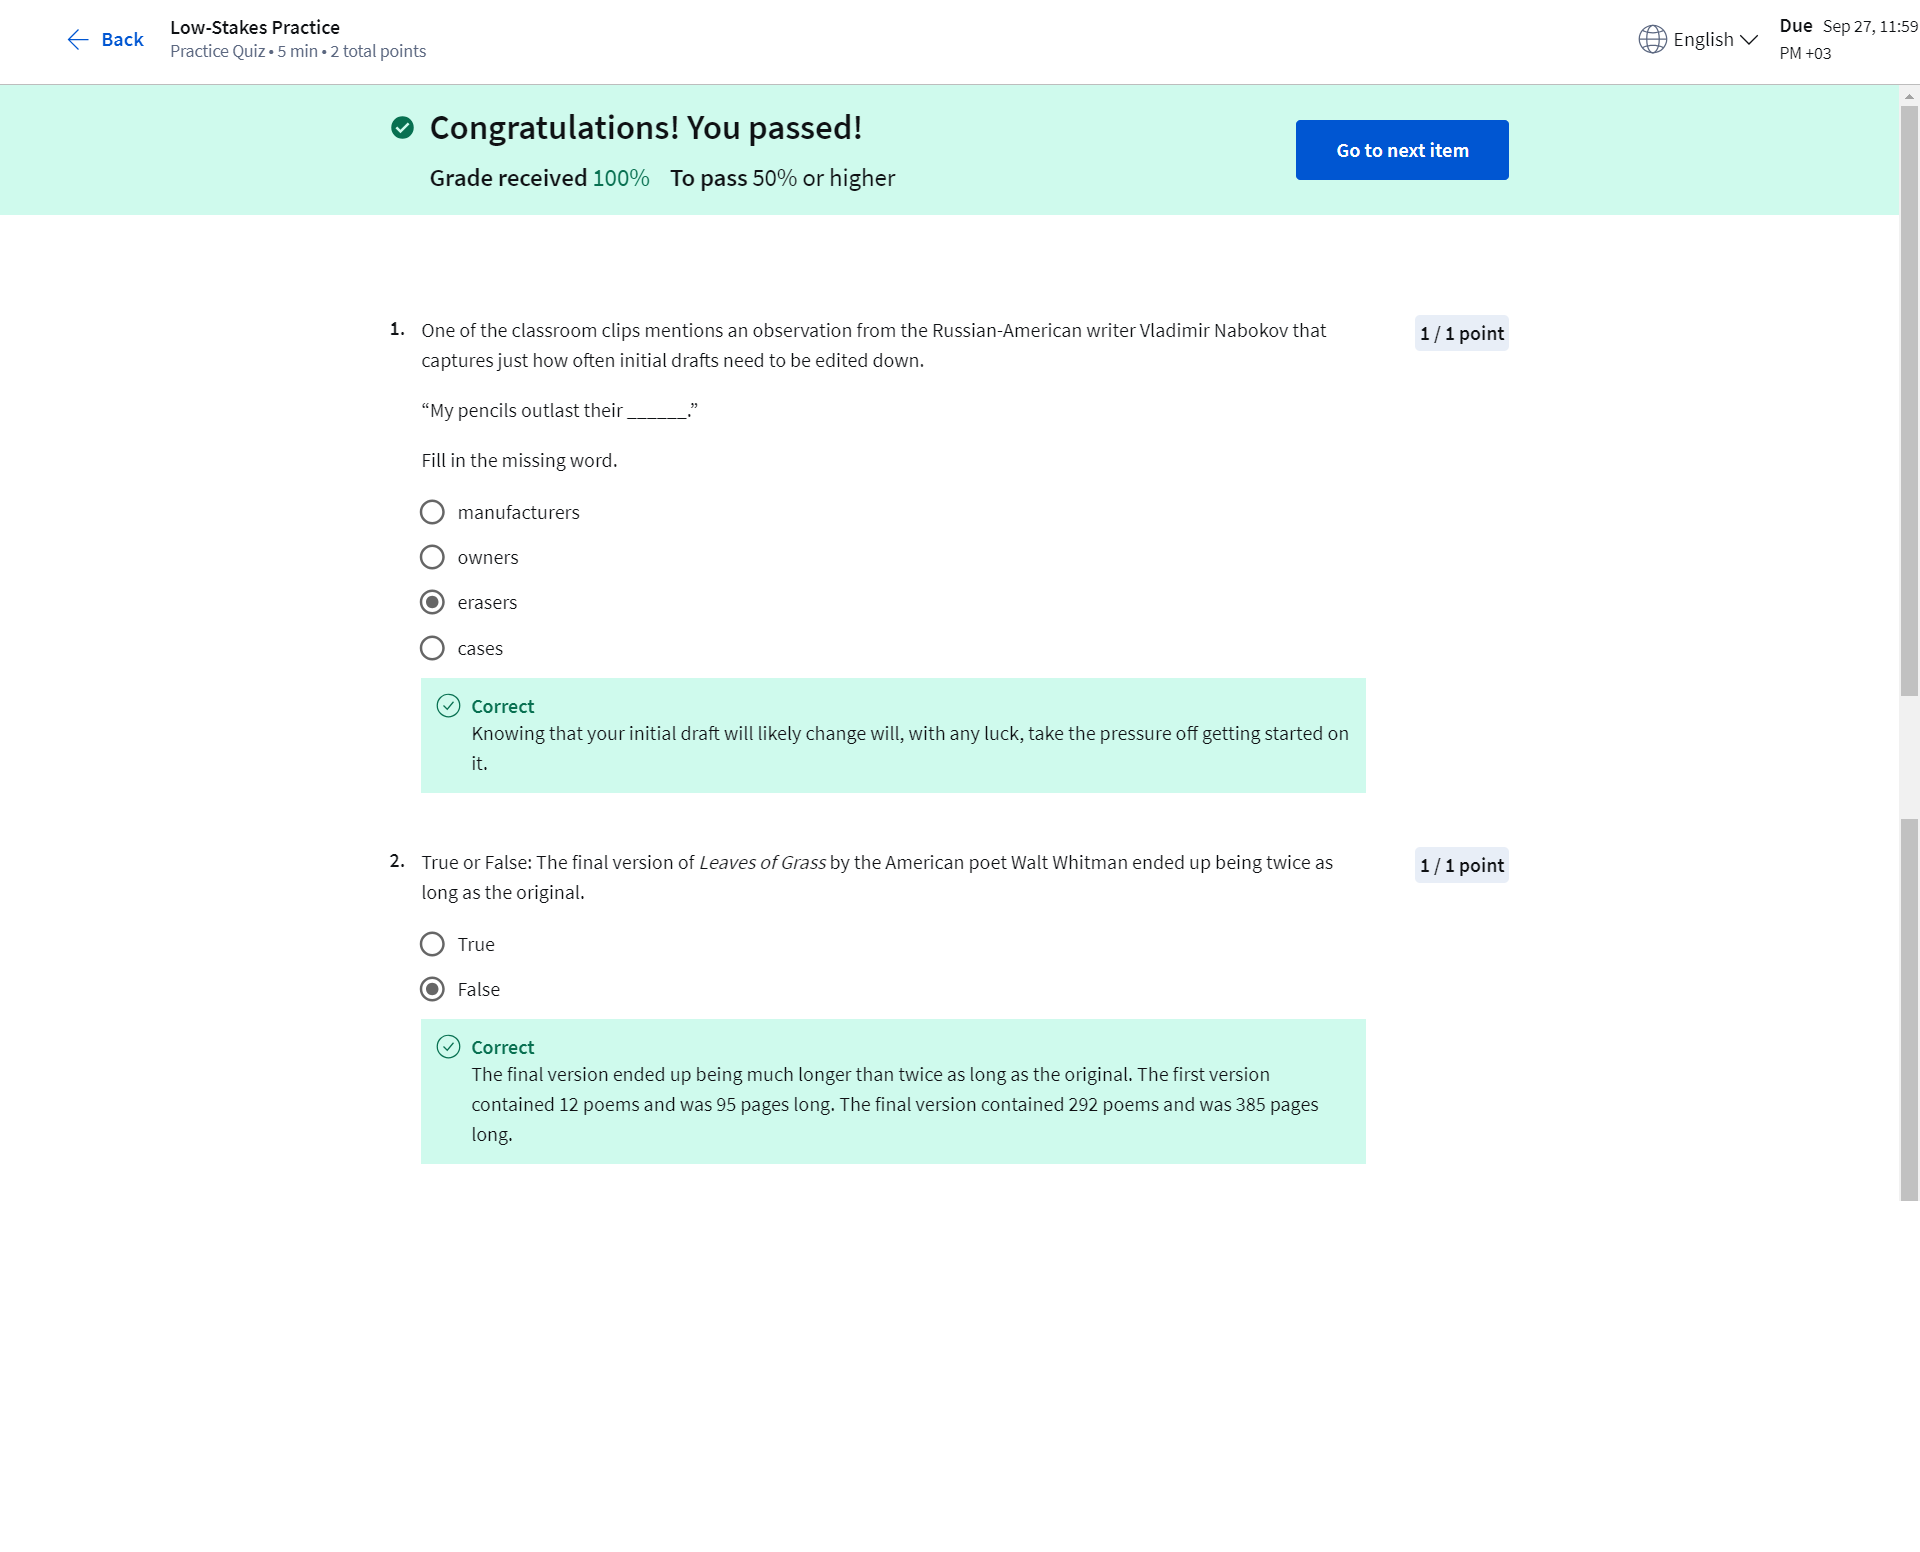 Back
Low-Stakes Practice
Practice Quiz • 5 min • 2 total points
English
Due Sep 27, 11:59
PM +03
Congratulations! You passed!
Grade received 100% To pass 50% or higher
Go to next item
1. One of the classroom clips mentions an observation from the Russian-American writer Vladimir Nabokov that
captures just how often initial drafts need to be edited down.
1 / 1 point
“My pencils outlast their ______.”
Fill in the missing word.
manufacturers
owners
erasers
cases
Correct
Knowing that your initial draft will likely change will, with any luck, take the pressure off getting started on
it.
2. True or False: The final version of Leaves of Grass by the American poet Walt Whitman ended up being twice as
long as the original.
1 / 1 point
True
False
Correct
The final version ended up being much longer than twice as long as the original. The first version
contained 12 poems and was 95 pages long. The final version contained 292 poems and was 385 pages
long.